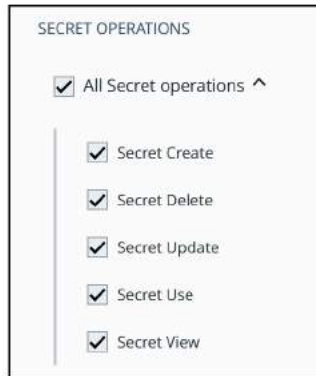 SECRET OPERATIONS
All Secret operations
Secret Create
Secret Delete
Secret Update
Secret Use
Secret View